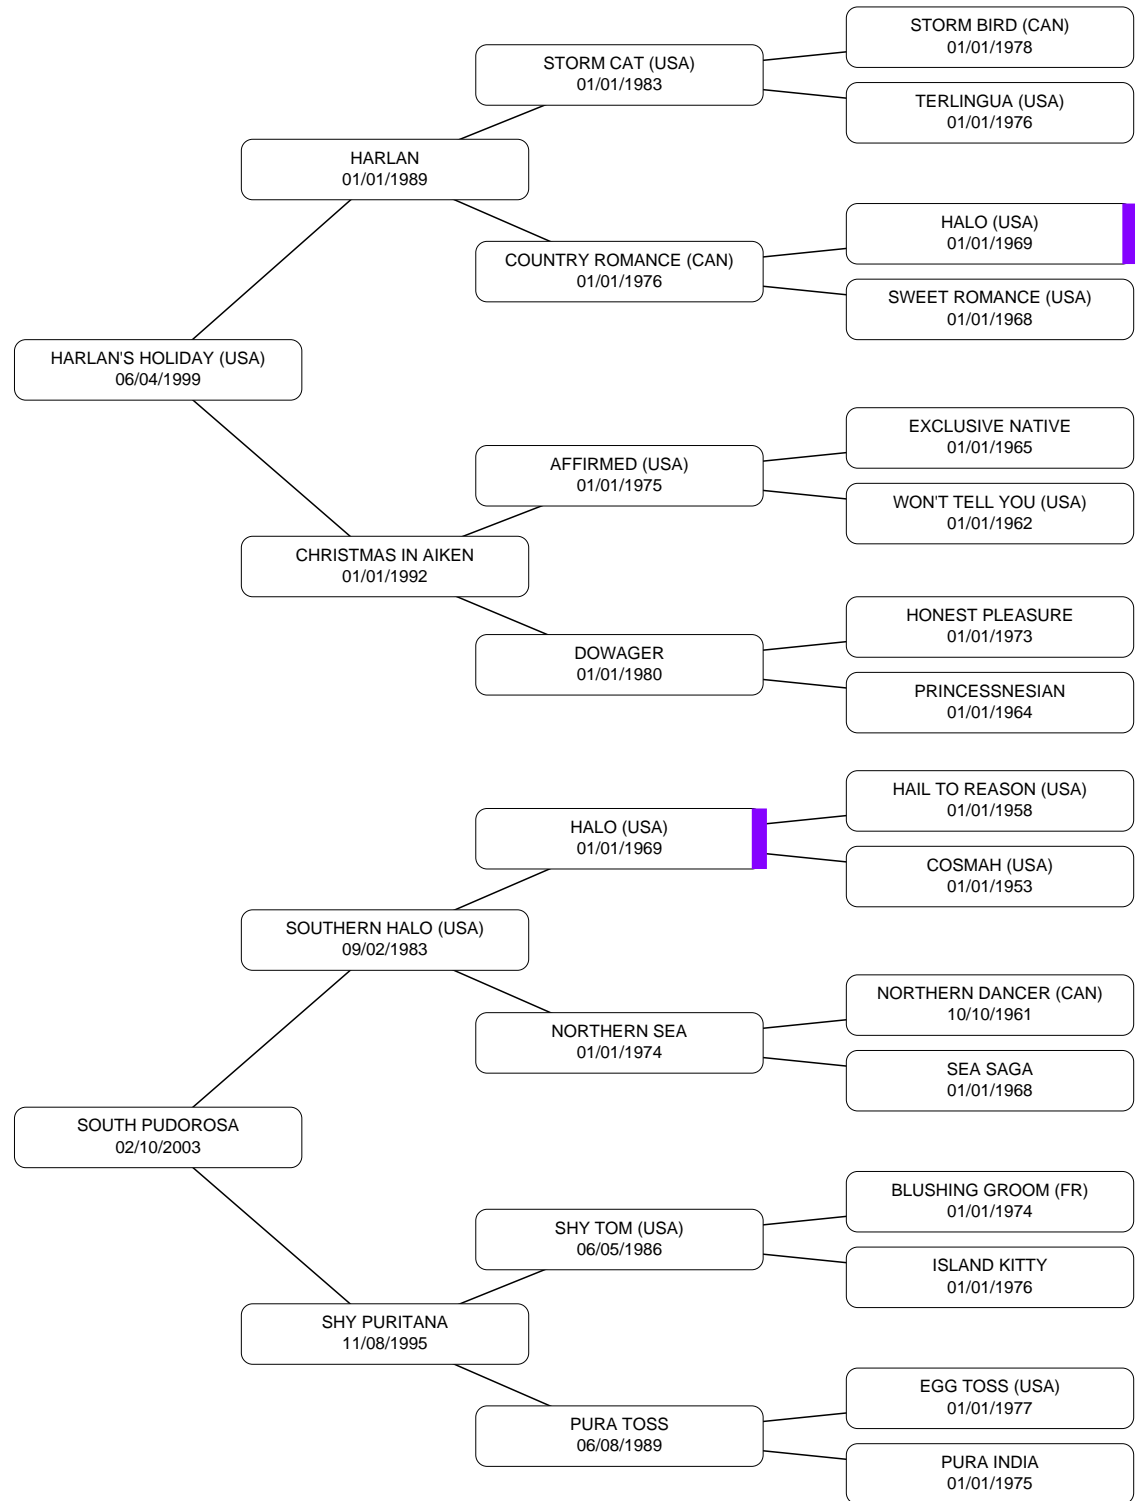 STORM BIRD (CAN)
01/01/1978
STORM CAT (USA)
01/01/1983
TERLINGUA (USA)
01/01/1976
HARLAN
01/01/1989
HALO (USA)
01/01/1969
COUNTRY ROMANCE (CAN)
01/01/1976
SWEET ROMANCE (USA)
01/01/1968
HARLAN'S HOLIDAY (USA)
06/04/1999
EXCLUSIVE NATIVE
01/01/1965
AFFIRMED (USA)
01/01/1975
WON'T TELL YOU (USA)
01/01/1962
CHRISTMAS IN AIKEN
01/01/1992
HONEST PLEASURE
01/01/1973
DOWAGER
01/01/1980
PRINCESSNESIAN
01/01/1964
HAIL TO REASON (USA)
01/01/1958
HALO (USA)
01/01/1969
COSMAH (USA)
01/01/1953
SOUTHERN HALO (USA)
09/02/1983
NORTHERN DANCER (CAN)
10/10/1961
NORTHERN SEA
01/01/1974
SEA SAGA
01/01/1968
SOUTH PUDOROSA
02/10/2003
BLUSHING GROOM (FR)
01/01/1974
SHY TOM (USA)
06/05/1986
ISLAND KITTY
01/01/1976
SHY PURITANA
11/08/1995
EGG TOSS (USA)
01/01/1977
PURA TOSS
06/08/1989
PURA INDIA
01/01/1975